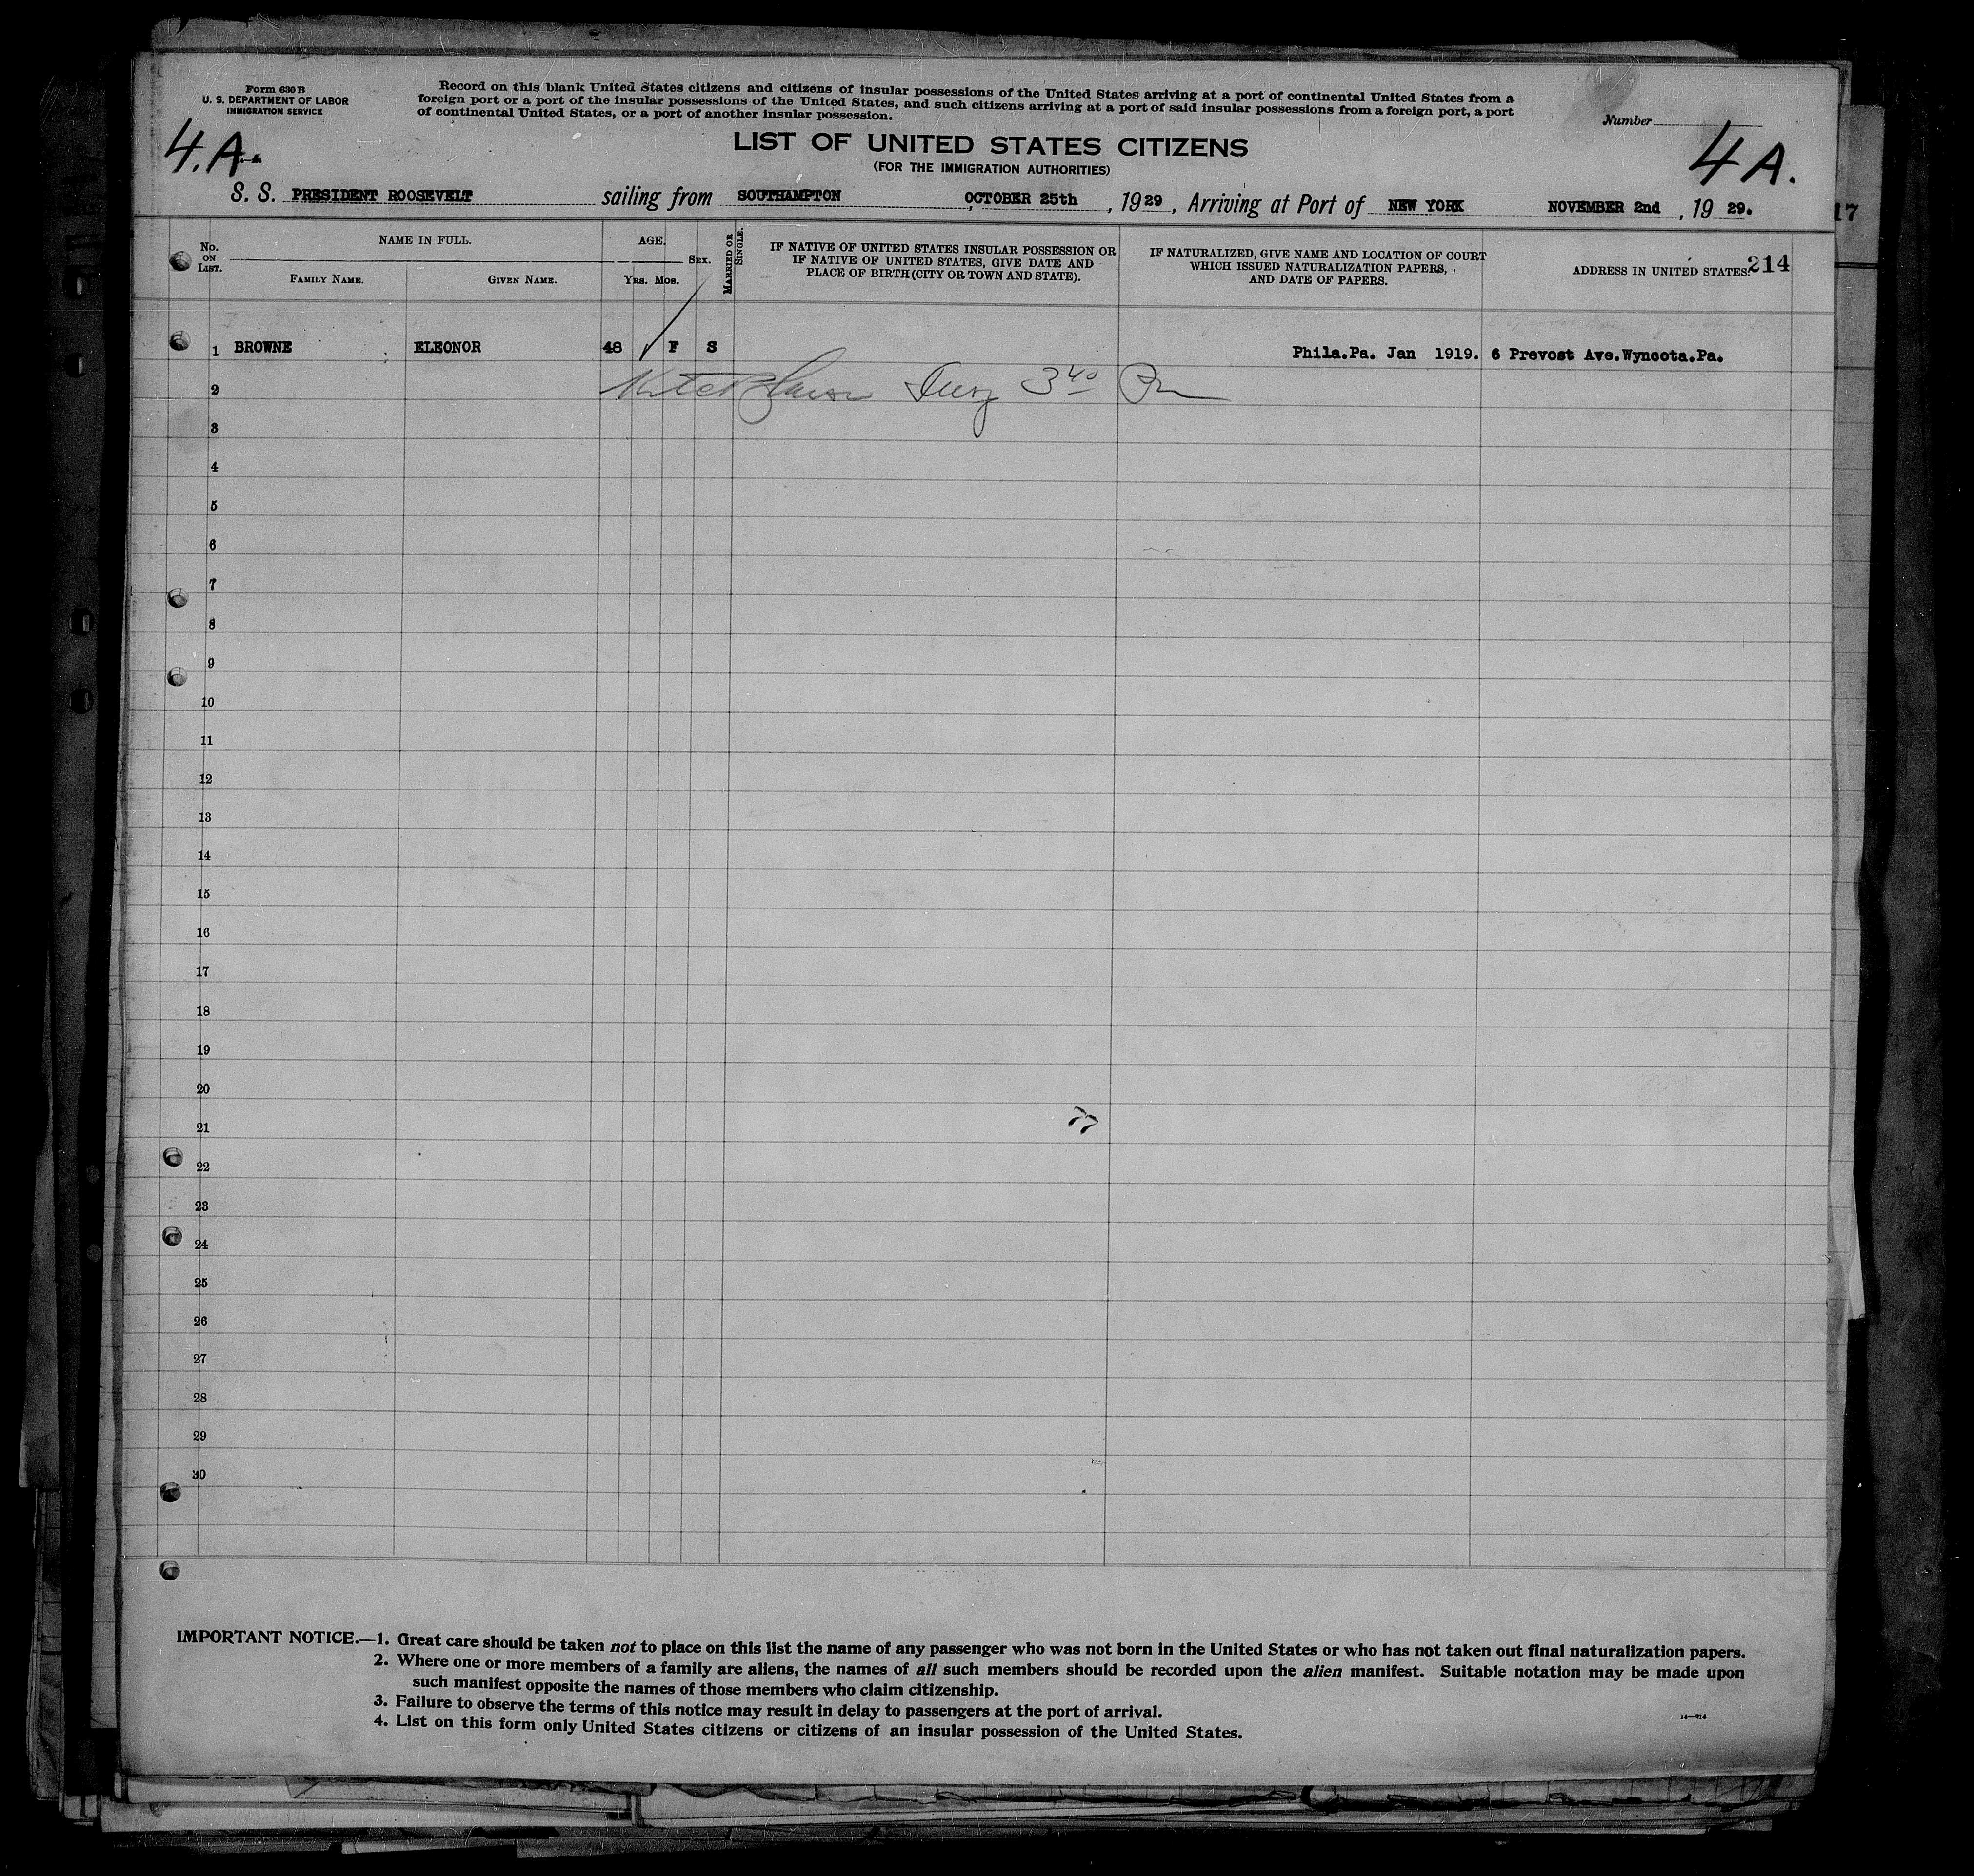 Form 630 B
U. S. DEPARTMENT OF LABOR
IMMIGRATION SERVICE
Record on this blank United States citizens and citizens of insular possessions of the United States arriving at a port of continental United States from a
foreign port or a port of the insular possessions of the United States, and such citizens arriving at a port of said insular possessions from a foreign port, a port
of continental United States, or a port of another insular possession.
Number
4.A.
4A.
LIST OF UNITED STATES CITIZENS
(FOR THE IMMIGRATION AUTHORITIES)
S. S. PRESIDENT ROOSEVELT sailing from SOUTHAMPTON OCTOBER 25th, 1929, Arriving at Port of NEW YORK NOVEMBER 2nd, 19 29.
17
No. ON LIST.
NAME IN FULL.
FAMILY NAME.
GIVEN NAME.
AGE.
YRS. MOS.
SEX.
MARRIED OR SINGLE.
IF NATIVE OF UNITED STATES INSULAR POSSESSION OR
IF NATIVE OF UNITED STATES, GIVE DATE AND
PLACE OF BIRTH (CITY OR TOWN AND STATE).
IF NATURALIZED, GIVE NAME AND LOCATION OF COURT
WHICH ISSUED NATURALIZATION PAPERS,
AND DATE OF PAPERS.
ADDRESS IN UNITED STATES.
214
1 BROWNE ELEONOR 48 F S Phila.Pa. Jan 1919. 6 Prevost Ave.Wyncota.Pa.
2 3 40
3
4
5
6
7
8
9
10
11
12
13
14
15
16
17
18
19
20
21
22
23
24
25
26
27
28
29
30
IMPORTANT NOTICE.—1. Great care should be taken not to place on this list the name of any passenger who was not born in the United States or who has not taken out final naturalization papers.
2. Where one or more members of a family are aliens, the names of all such members should be recorded upon the alien manifest. Suitable notation may be made upon
such manifest opposite the names of those members who claim citizenship.
3. Failure to observe the terms of this notice may result in delay to passengers at the port of arrival.
4. List on this form only United States citizens or citizens of an insular possession of the United States.
14—214